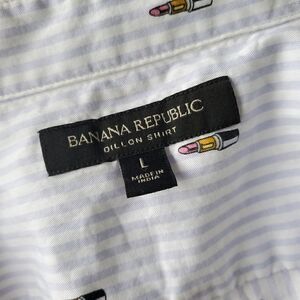 BANANA REPUBLIC
DILLON SHIRT
L
MADE IN
INDIA